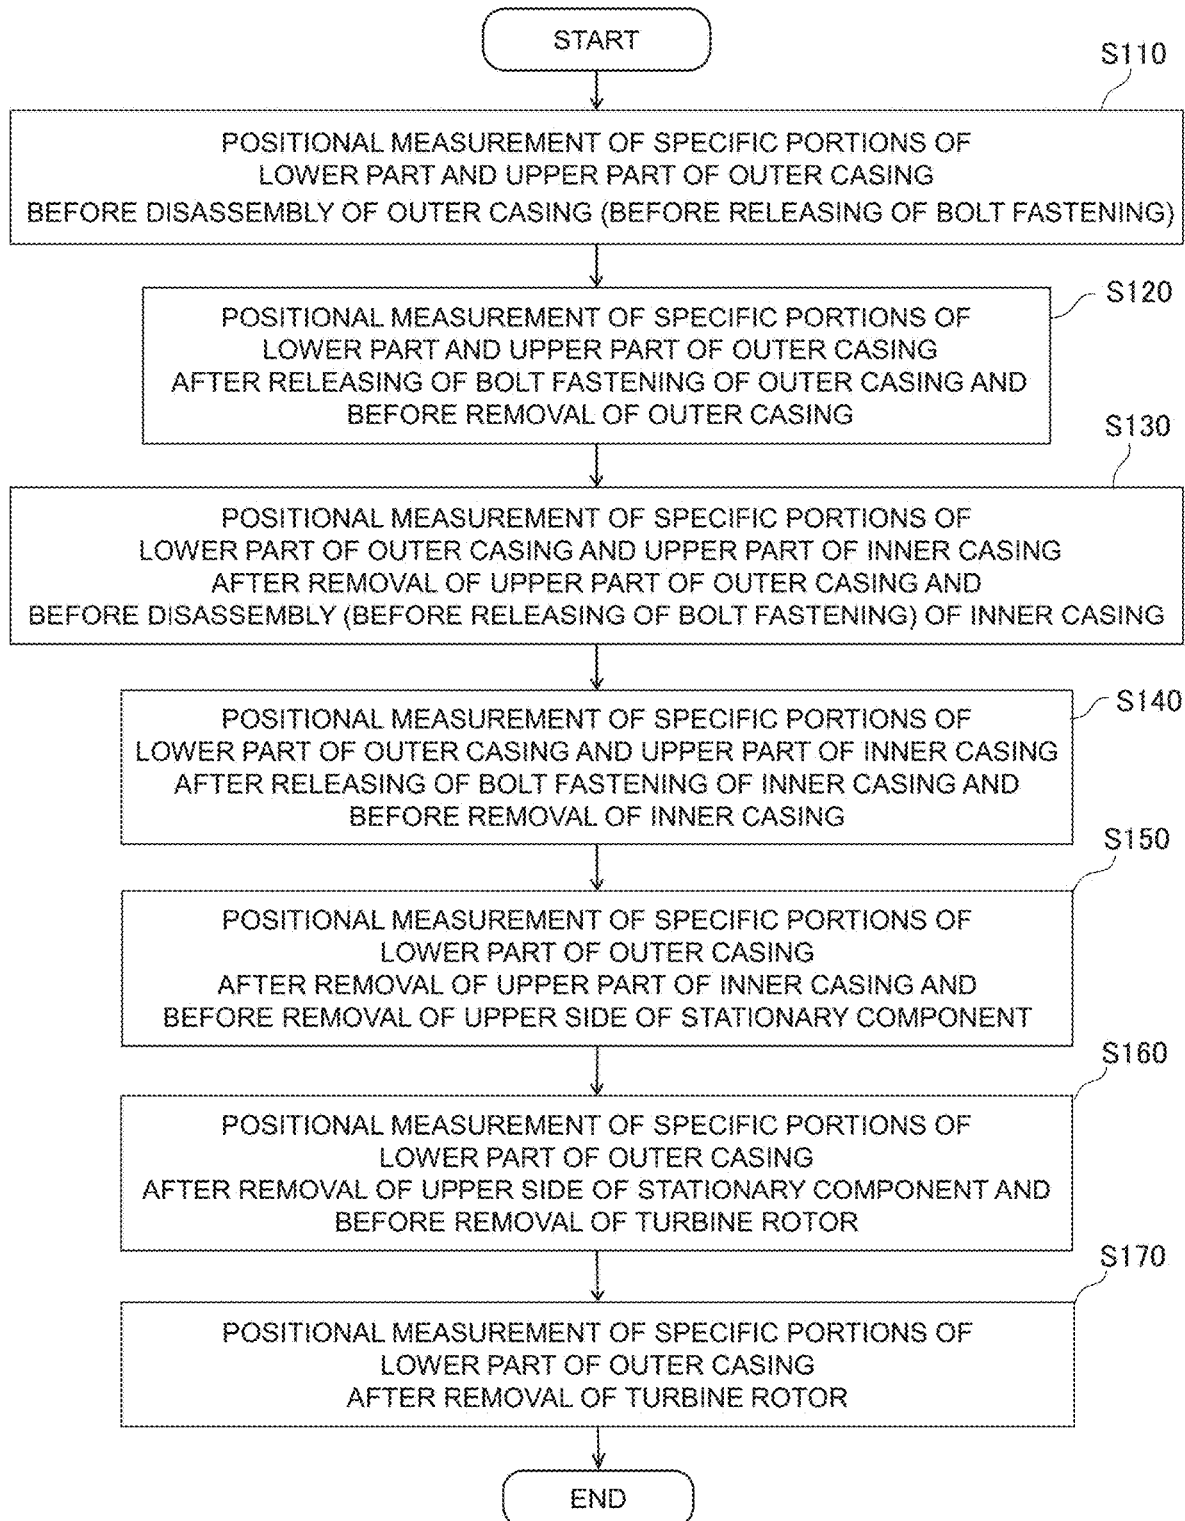 START
S110
POSITIONAL MEASUREMENT OF SPECIFIC PORTIONS OF
LOWER PART AND UPPER PART OF OUTER CASING
BEFORE DISASSEMBLY OF OUTER CASING (BEFORE RELEASING OF BOLT FASTENING)
S120
POSITIONAL MEASUREMENT OF SPECIFIC PORTIONS OF
LOWER PART AND UPPER PART OF OUTER CASING
AFTER RELEASING OF BOLT FASTENING OF OUTER CASING AND
BEFORE REMOVAL OF OUTER CASING
S130
POSITIONAL MEASUREMENT OF SPECIFIC PORTIONS OF
LOWER PART OF OUTER CASING AND UPPER PART OF INNER CASING
AFTER REMOVAL OF UPPER PART OF OUTER CASING AND
BEFORE DISASSEMBLY (BEFORE RELEASING OF BOLT FASTENING) OF INNER CASING
S140
POSITIONAL MEASUREMENT OF SPECIFIC PORTIONS OF
LOWER PART OF OUTER CASING AND UPPER PART OF INNER CASING
AFTER RELEASING OF BOLT FASTENING OF INNER CASING AND
BEFORE REMOVAL OF INNER CASING
S150
POSITIONAL MEASUREMENT OF SPECIFIC PORTIONS OF
LOWER PART OF OUTER CASING
AFTER REMOVAL OF UPPER PART OF INNER CASING AND
BEFORE REMOVAL OF UPPER SIDE OF STATIONARY COMPONENT
S160
POSITIONAL MEASUREMENT OF SPECIFIC PORTIONS OF
LOWER PART OF OUTER CASING
AFTER REMOVAL OF UPPER SIDE OF STATIONARY COMPONENT AND
BEFORE REMOVAL OF TURBINE ROTOR
S170
POSITIONAL MEASUREMENT OF SPECIFIC PORTIONS OF
LOWER PART OF OUTER CASING
AFTER REMOVAL OF TURBINE ROTOR
END